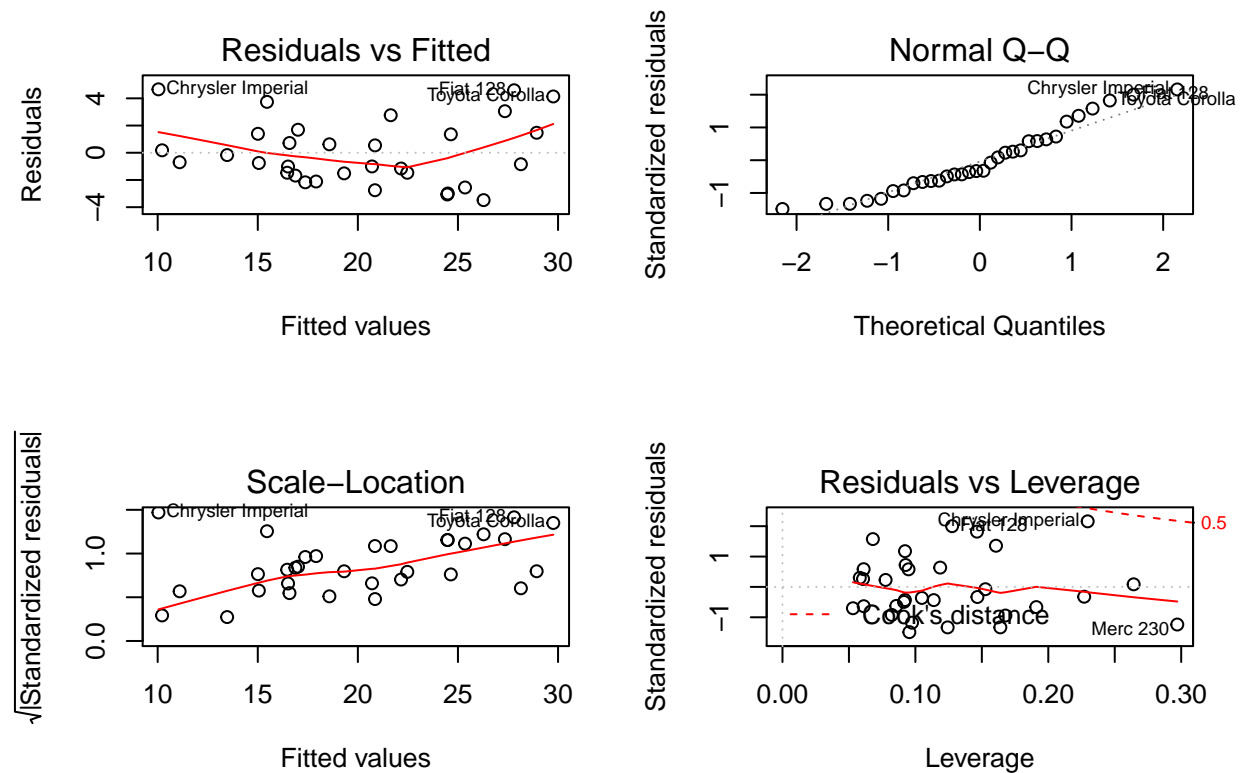 Residuals vs Fitted
Residuals
4
0
−4
Chrysler Imperial
Fiat 128
Toyota Corolla
10 15 20 25 30
Fitted values
Normal Q−Q
Standardized residuals
1
−1
Chrysler Imperial
Fiat 128
Toyota Corolla
−2 −1 0 1 2
Theoretical Quantiles
Scale−Location
√|Standardized residuals|
1.0
0.0
Chrysler Imperial
Fiat 128
Toyota Corolla
10 15 20 25 30
Fitted values
Residuals vs Leverage
Standardized residuals
1
−1
Chrysler Imperial
Fiat 128
0.5
Cook's distance
Merc 230
0.00 0.10 0.20 0.30
Leverage